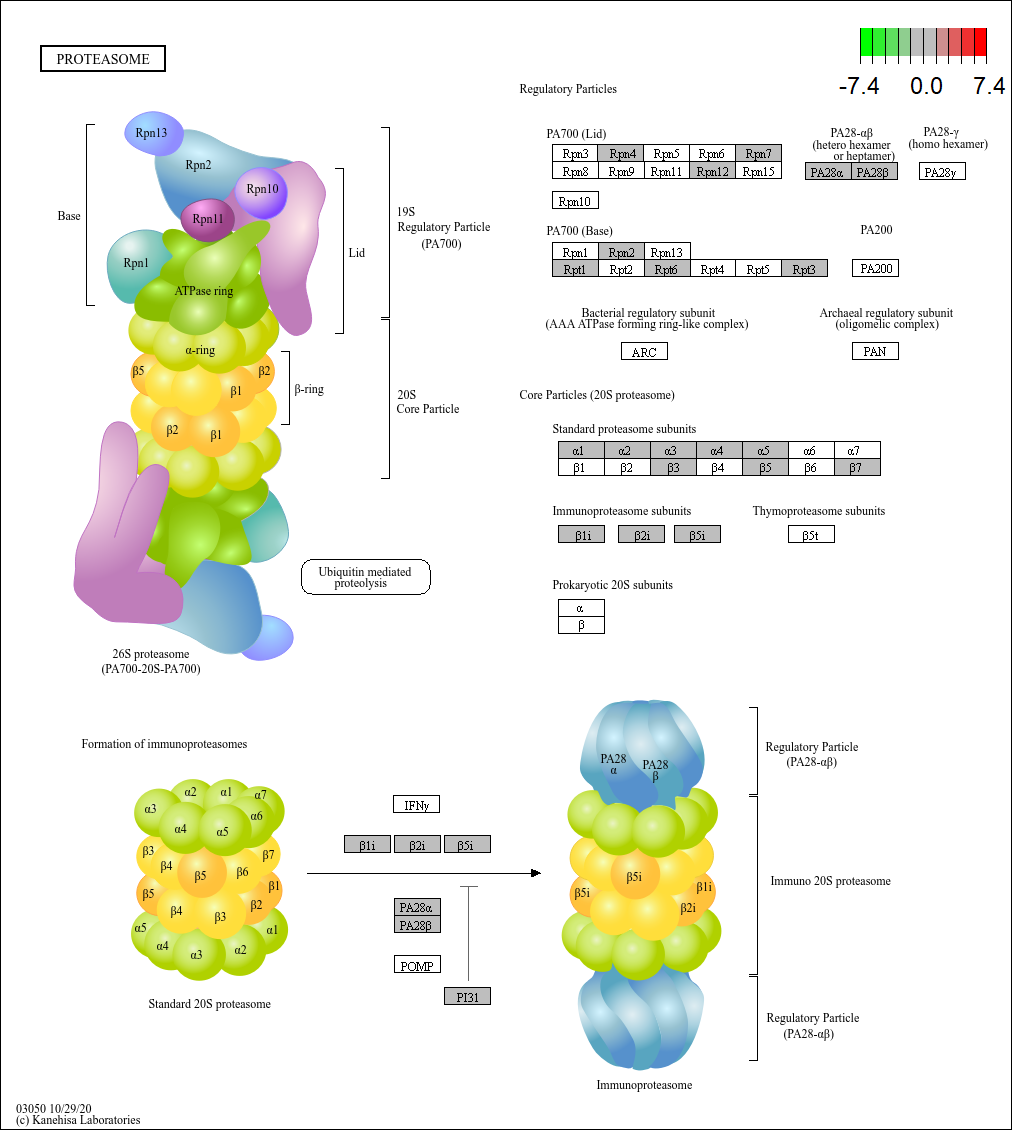 PROTEASOME
-7.4 0.0 7.4
Rpn13
Rpn2
Rpn10
Rpn11
Rpn1
ATPase ring
α-ring
β5
β2
β1
β2
β1
Base
Lid
19S
Regulatory Particle
(PA700)
β-ring
20S
Core Particle
26S proteasome
(PA700-20S-PA700)
Ubiquitin mediated
proteolysis
Regulatory Particles
PA700 (Lid)
Rpn3 Rpn4 Rpn5 Rpn6 Rpn7
Rpn8 Rpn9 Rpn11 Rpn12 Rpn15
Rpn10
PA28-αβ
(hetero hexamer
or heptamer)
PA28α PA28β
PA28-γ
(homo hexamer)
PA28γ
PA700 (Base)
Rpn1 Rpn2 Rpn13
Rpt1 Rpt2 Rpt6 Rpt4 Rpt5 Rpt3
PA200
PA200
Bacterial regulatory subunit
(AAA ATPase forming ring-like complex)
ARC
Archaeal regulatory subunit
(oligomelic complex)
PAN
Core Particles (20S proteasome)
Standard proteasome subunits
α1 α2 α3 α4 α5 α6 α7
β1 β2 β3 β4 β5 β6 β7
Immunoproteasome subunits
β1i β2i β5i
Thymoproteasome subunits
β5t
Prokaryotic 20S subunits
α
β
Formation of immunoproteasomes
α3 α2 α1 α7
α4 α5 α6
β3 β4 β5 β6 β7
β5 β4 β3 β2 β1
α5 α4 α3 α2 α1
Standard 20S proteasome
IFNγ
β1i β2i β5i
PA28α
PA28β
POMP
PI31
PA28
α
PA28
β
β5i
β5i
β1i
β2i
Immunoproteasome
Regulatory Particle
(PA28-αβ)
Immuno 20S proteasome
Regulatory Particle
(PA28-αβ)
03050 10/29/20
(c) Kanehisa Laboratories